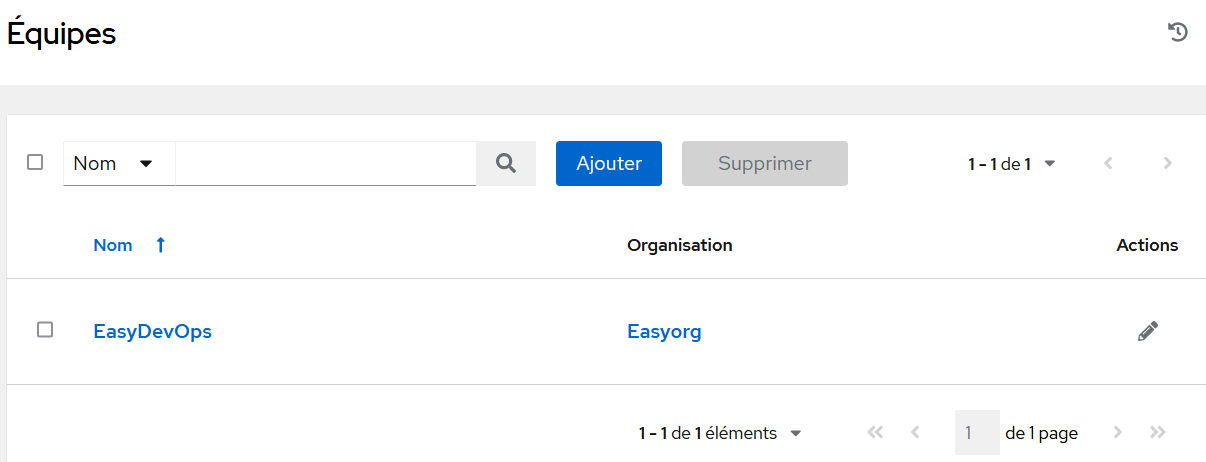 Équipes
Nom Ajouter Supprimer 1 - 1 de 1
Nom Organisation Actions
EasyDevOps Easyorg
1 - 1 de 1 éléments 1 de 1 page